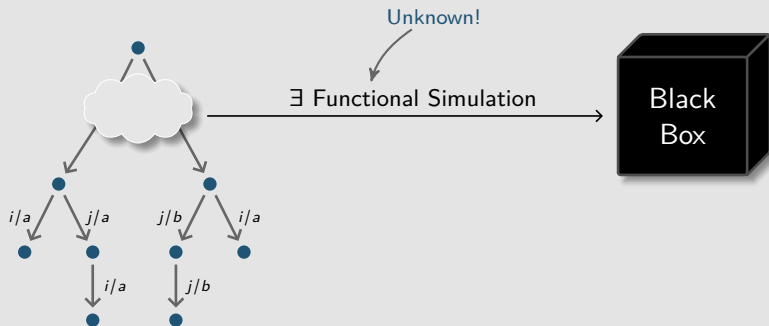 Unknown!
∃ Functional Simulation
Black
Box
i/a
j/a
j/b
i/a
i/a
j/b